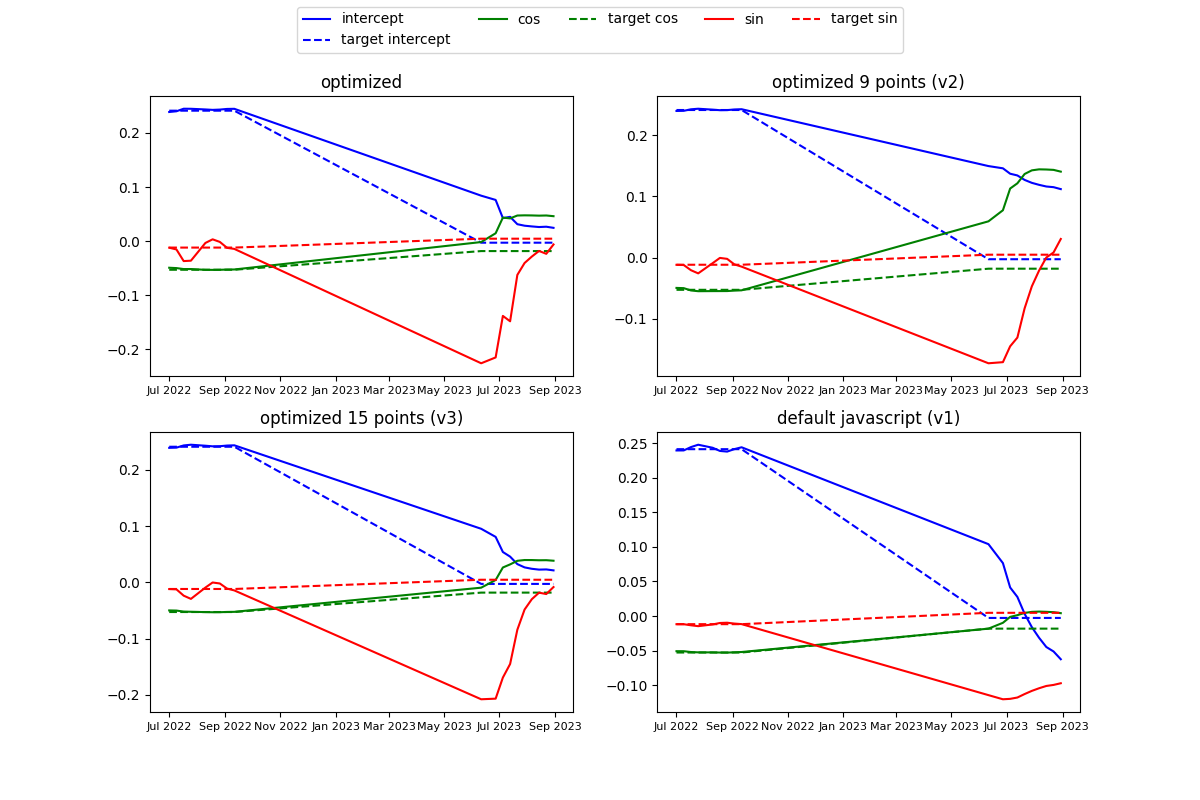 intercept cos target cos sin target sin
target intercept
optimized
0.2
0.1
0.0
−0.1
−0.2
Jul 2022 Sep 2022 Nov 2022 Jan 2023 Mar 2023 May 2023 Jul 2023 Sep 2023
optimized 9 points (v2)
0.2
0.1
0.0
−0.1
Jul 2022 Sep 2022 Nov 2022 Jan 2023 Mar 2023 May 2023 Jul 2023 Sep 2023
optimized 15 points (v3)
0.2
0.1
0.0
−0.1
−0.2
Jul 2022 Sep 2022 Nov 2022 Jan 2023 Mar 2023 May 2023 Jul 2023 Sep 2023
default javascript (v1)
0.25
0.20
0.15
0.10
0.05
0.00
−0.05
−0.10
Jul 2022 Sep 2022 Nov 2022 Jan 2023 Mar 2023 May 2023 Jul 2023 Sep 2023